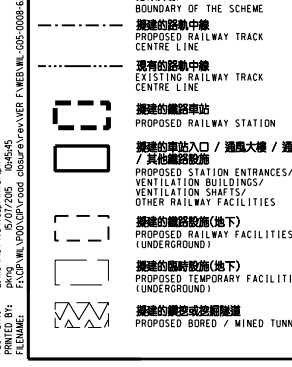 BOUNDARY OF THE SCHEME
擬建的路軌中線
PROPOSED RAILWAY TRACK
CENTRE LINE
現有的路軌中線
EXISTING RAILWAY TRACK
CENTRE LINE
擬建的鐵路車站
PROPOSED RAILWAY STATION
擬建的車站入口 / 通風大樓 / 通
/ 其他鐵路設施
PROPOSED STATION ENTRANCES/
VENTILATION BUILDINGS/
VENTILATION SHAFTS/
OTHER RAILWAY FACILITIES
擬建的鐵路設施(地下)
PROPOSED RAILWAY FACILITIES
(UNDERGROUND)
擬建的臨時設施(地下)
PROPOSED TEMPORARY FACILITI
(UNDERGROUND)
擬建的鑽挖或挖掘隧道
PROPOSED BORED / MINED TUNN
pkng 15/07/2015 10:45:45
PRINTED BY:
FILENAME: F:\CIP\WIL\P00\CIP\road closure\rev\VER F\WEB\WIL-G05-0008-6